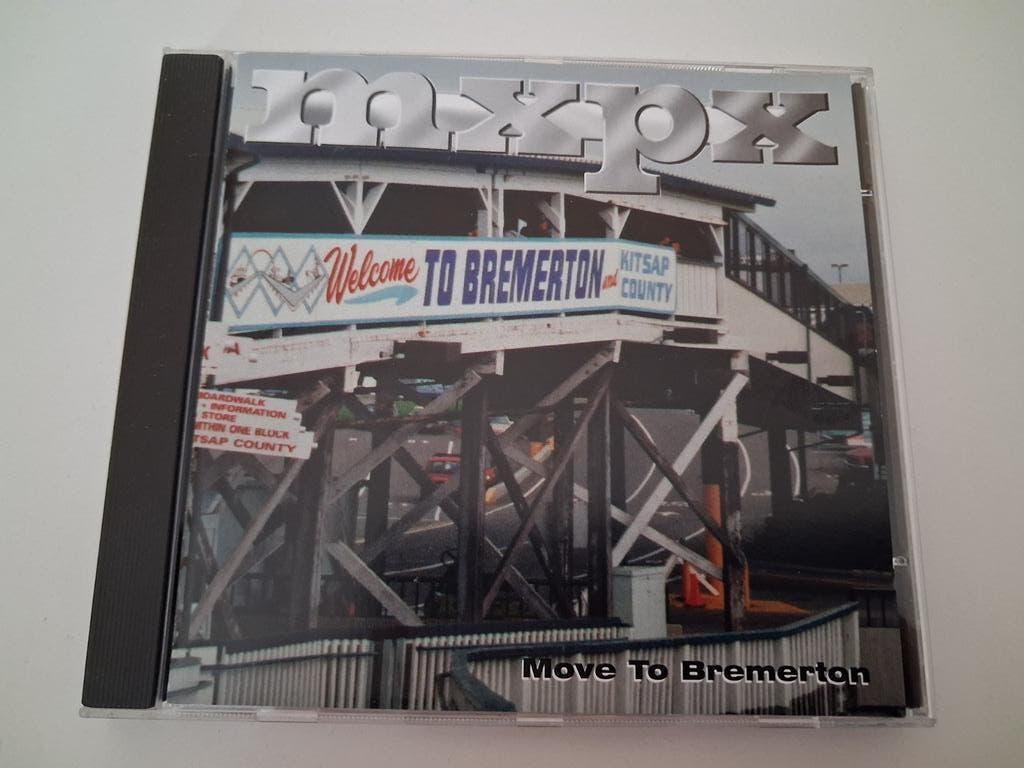 mxpx
Welcome TO BREMERTON and KITSAP COUNTY
BOARDWALK
INFORMATION
STORE
WITHIN ONE BLOCK
KITSAP COUNTY
Move To Bremerton